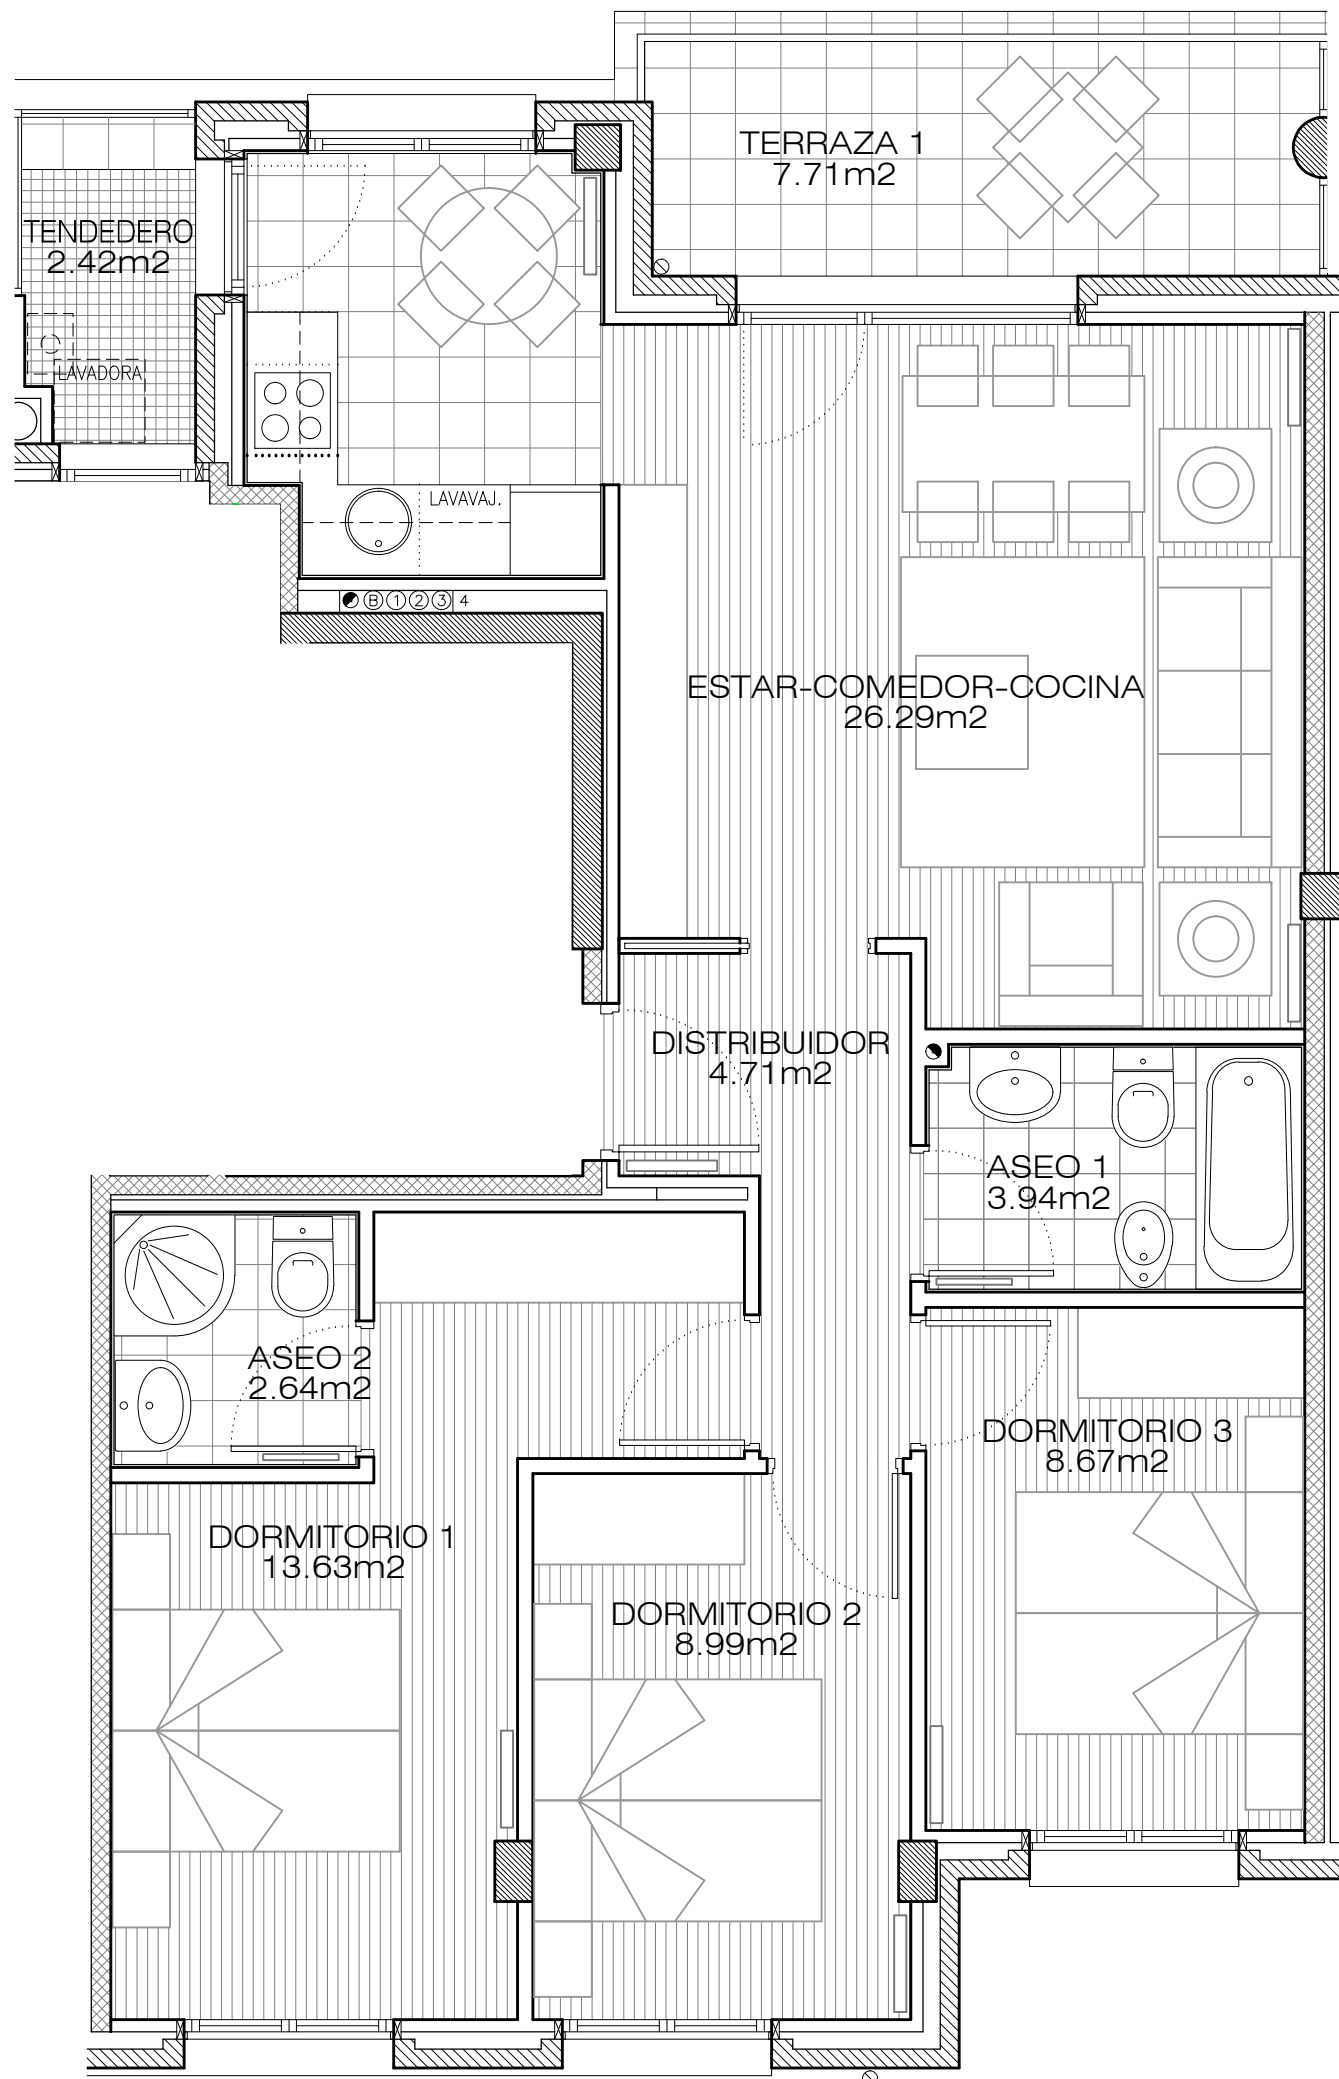 TERRAZA 1
7.71m2
TENDEDERO
2.42m2
LAVADORA
LAVAVAJ.
B 1 2 3 4
ESTAR-COMEDOR-COCINA
26.29m2
DISTRIBUIDOR
4.71m2
ASEO 1
3.94m2
ASEO 2
2.64m2
DORMITORIO 3
8.67m2
DORMITORIO 1
13.63m2
DORMITORIO 2
8.99m2